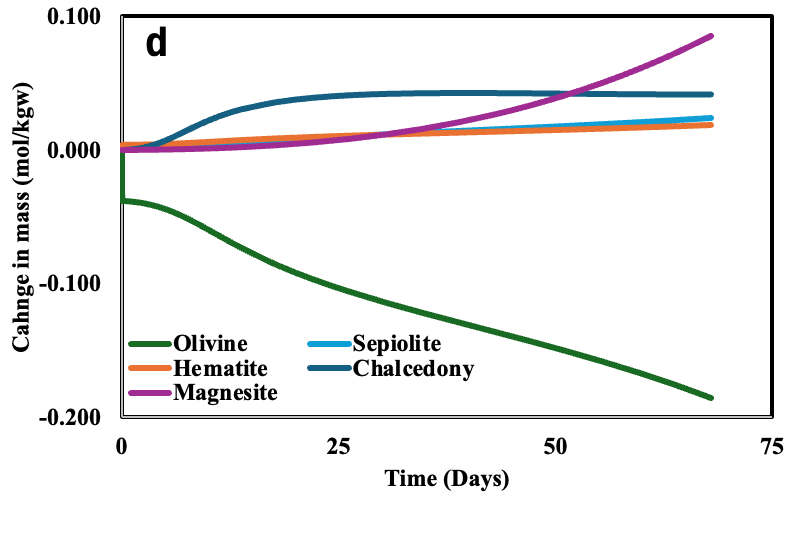 0.100
d
0.000
-0.100
-0.200
Cahnge in mass (mol/kgw)
Olivine Sepiolite
Hematite Chalcedony
Magnesite
0 25 50 75
Time (Days)